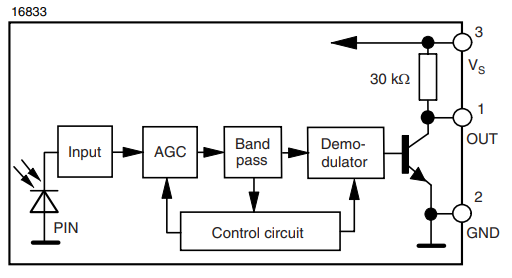 16833
3
V_S
30 kΩ
1
OUT
Input
AGC
Band
pass
Demo-
dulator
2
PIN
Control circuit
GND